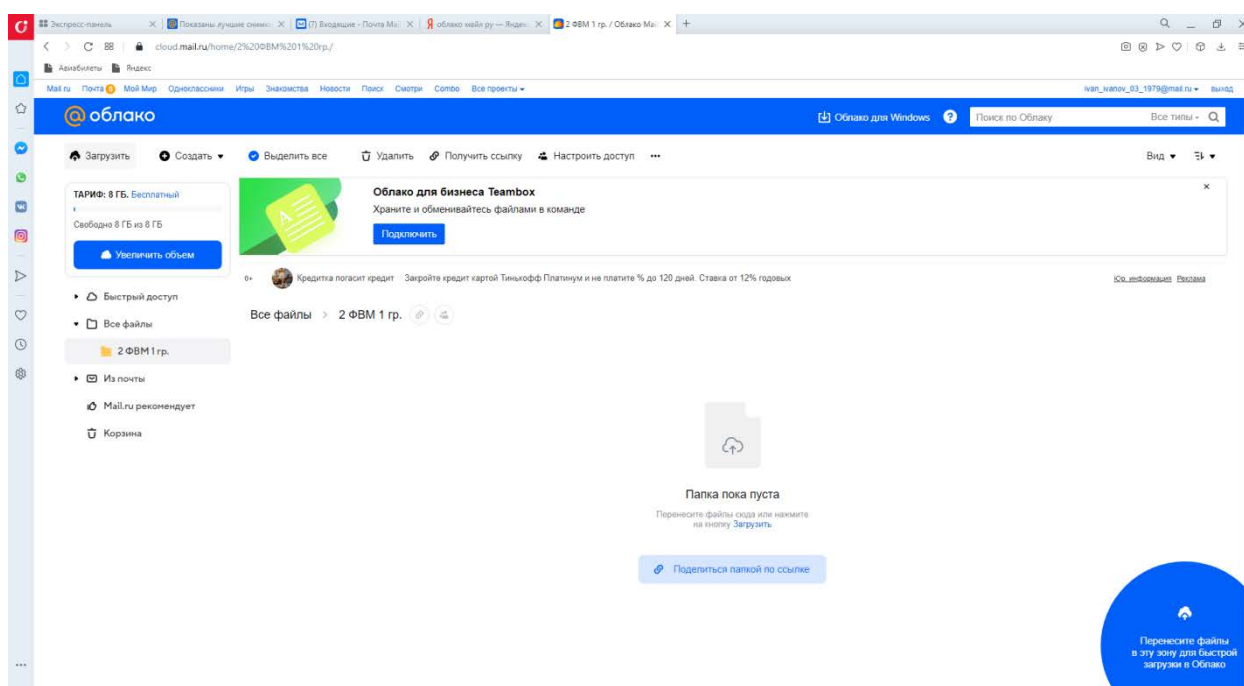 Экспресс-панель
Показаны лучшие снимк
(7) Входящие - Почта Mai
облако майл ру — Яндекс
2 ФВМ 1 гр. / Облако Mail
cloud.mail.ru/home/2%20ФВМ%201%20гр./
Авиабилеты Яндекс
Mail.ru Почта Мой Мир Одноклассники Игры Знакомства Новости Поиск Смотри Combo Все проекты ivan_ivanov_03_1979@mail.ru выход
облако Облако для Windows ? Поиск по Облаку Все типы
Загрузить Создать Выделить все Удалить Получить ссылку Настроить доступ ••• Вид
ТАРИФ: 8 ГБ. Бесплатный
Свободно 8 ГБ из 8 ГБ
Увеличить объем
Облако для бизнеса Teambox
Храните и обменивайтесь файлами в команде
Подключить
0+ Кредитка погасит кредит Закройте кредит картой Тинькофф Платинум и не платите % до 120 дней. Ставка от 12% годовых Юр. информация Реклама
Быстрый доступ
Все файлы
2 ФВМ 1 гр.
Из почты
Mail.ru рекомендует
Корзина
Все файлы > 2 ФВМ 1 гр.
Папка пока пуста
Перенесите файлы сюда или нажмите
на кнопку Загрузить
Поделиться папкой по ссылке
Перенесите файлы
в эту зону для быстрой
загрузки в Облако